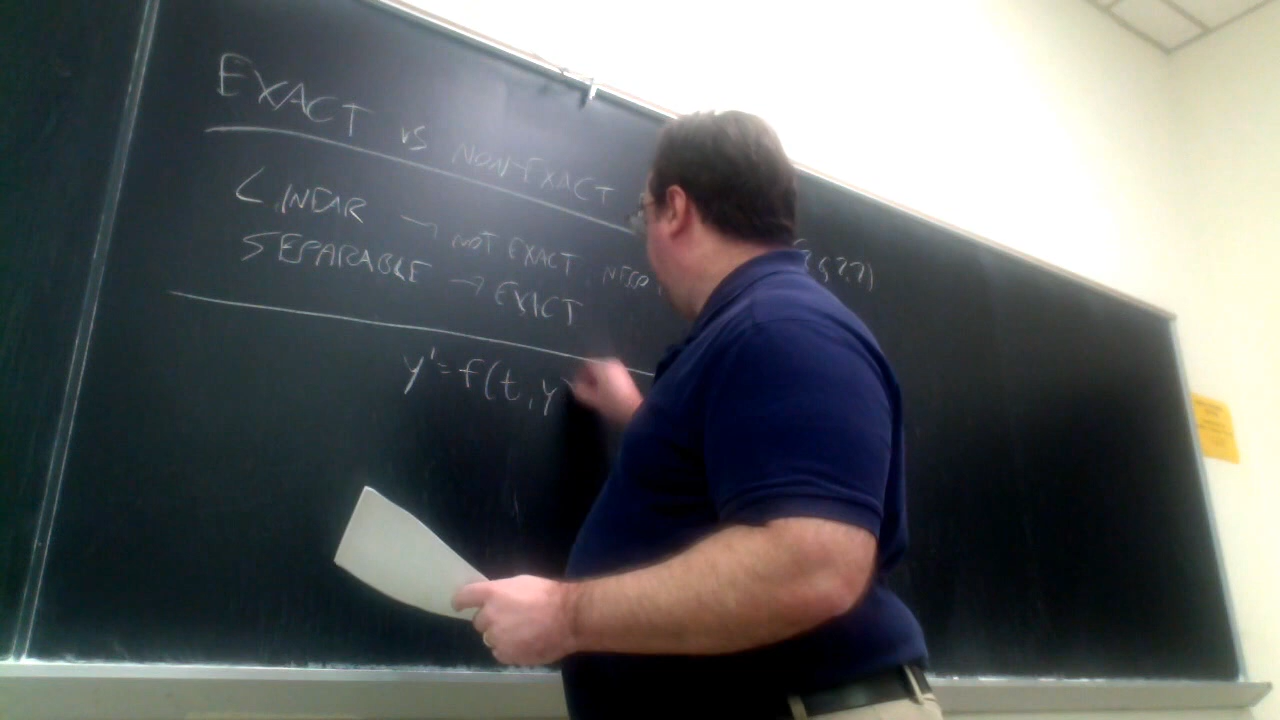 EXACT vs NON-EXACT
LINEAR → NOT EXACT
SEPARABLE → EXACT
y' = f(t, y